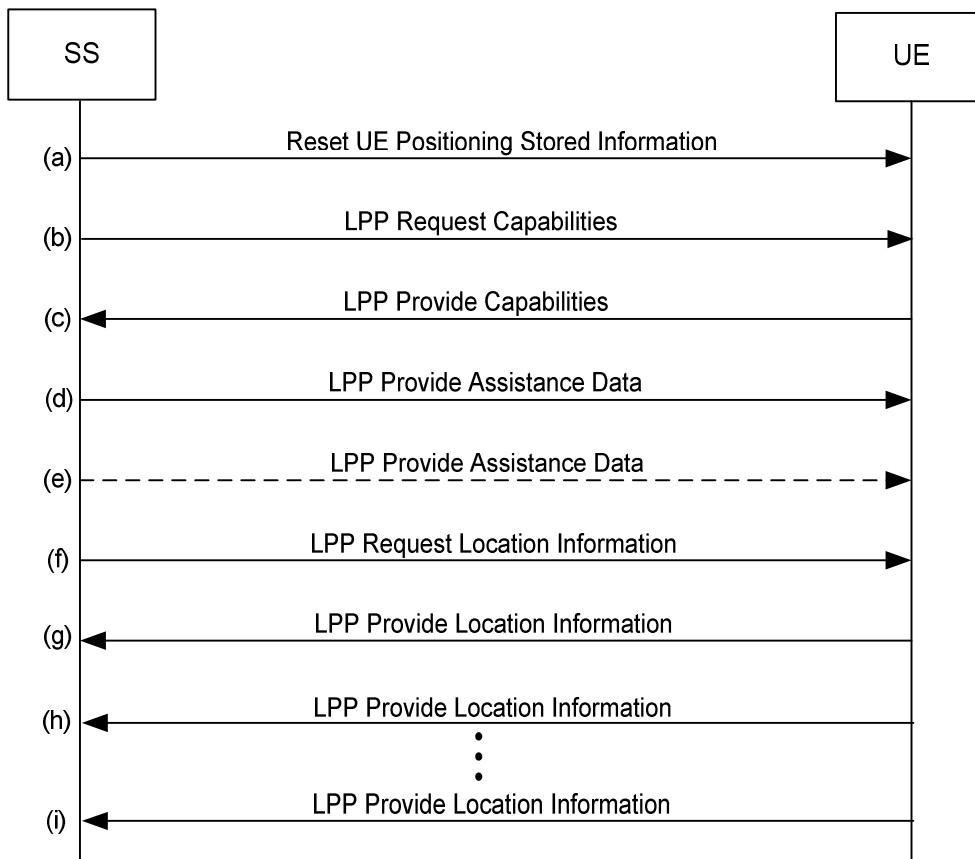 SS
UE
(a) Reset UE Positioning Stored Information
(b) LPP Request Capabilities
(c) LPP Provide Capabilities
(d) LPP Provide Assistance Data
(e) LPP Provide Assistance Data
(f) LPP Request Location Information
(g) LPP Provide Location Information
(h) LPP Provide Location Information
(i) LPP Provide Location Information